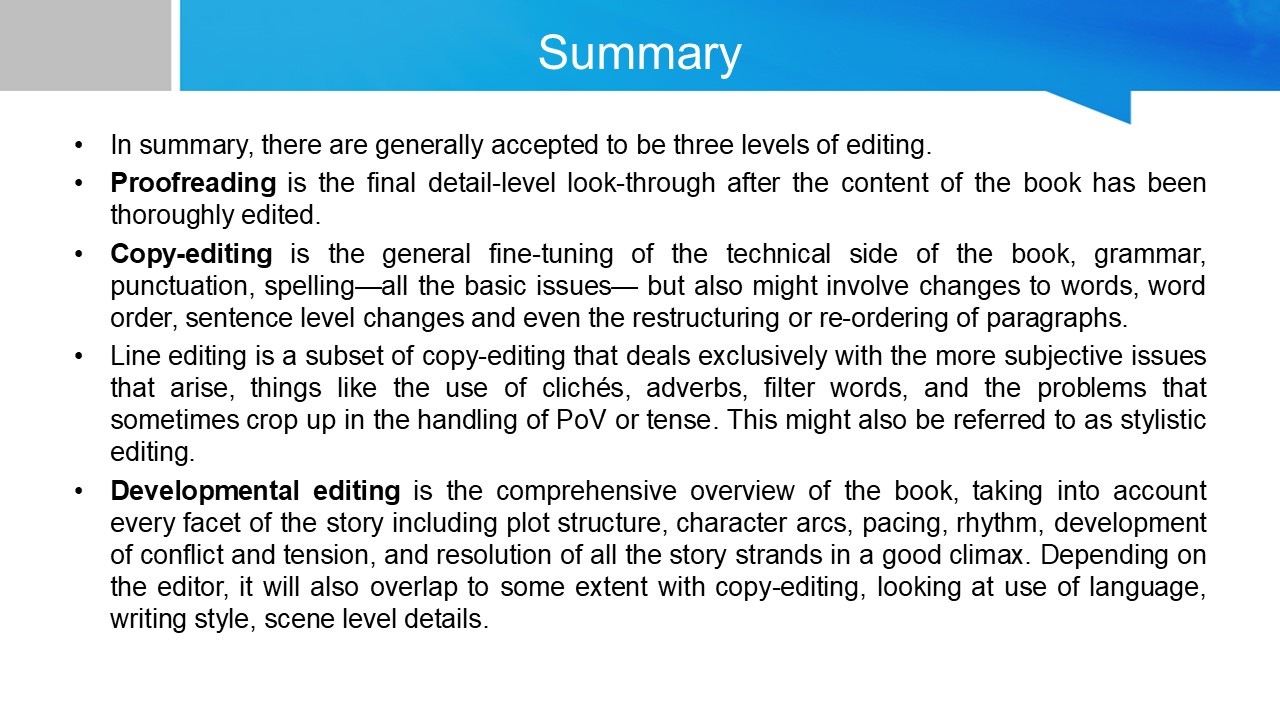 Summary
• In summary, there are generally accepted to be three levels of editing.
• Proofreading is the final detail-level look-through after the content of the book has been
thoroughly edited.
• Copy-editing is the general fine-tuning of the technical side of the book, grammar,
punctuation, spelling—all the basic issues— but also might involve changes to words, word
order, sentence level changes and even the restructuring or re-ordering of paragraphs.
• Line editing is a subset of copy-editing that deals exclusively with the more subjective issues
that arise, things like the use of clichés, adverbs, filter words, and the problems that
sometimes crop up in the handling of PoV or tense. This might also be referred to as stylistic
editing.
• Developmental editing is the comprehensive overview of the book, taking into account
every facet of the story including plot structure, character arcs, pacing, rhythm, development
of conflict and tension, and resolution of all the story strands in a good climax. Depending on
the editor, it will also overlap to some extent with copy-editing, looking at use of language,
writing style, scene level details.